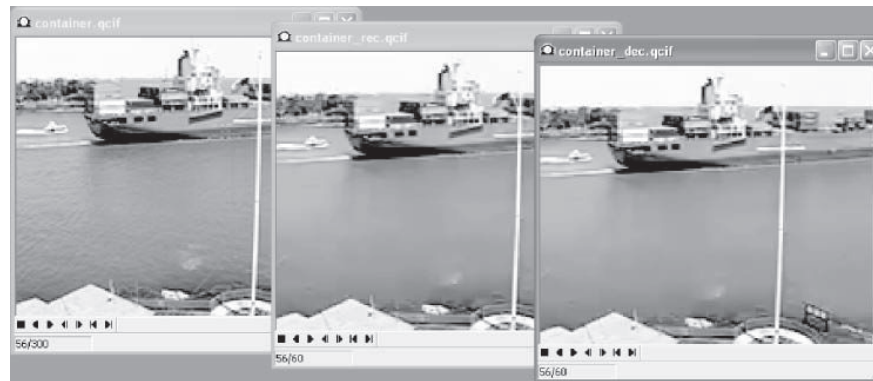 container.qcif
container_rec.qcif
container_dec.qcif
56/300
56/60
56/60